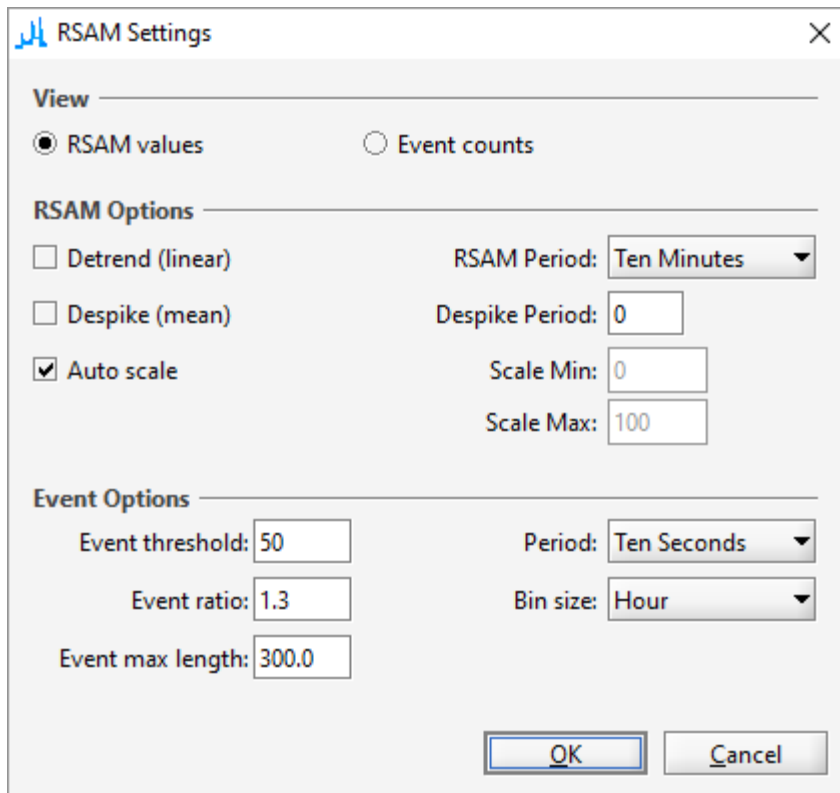 RSAM Settings
View
RSAM values Event counts
RSAM Options
Detrend (linear) RSAM Period: Ten Minutes
Despike (mean) Despike Period: 0
Auto scale Scale Min: 0
Scale Max: 100
Event Options
Event threshold: 50 Period: Ten Seconds
Event ratio: 1.3 Bin size: Hour
Event max length: 300.0
OK Cancel